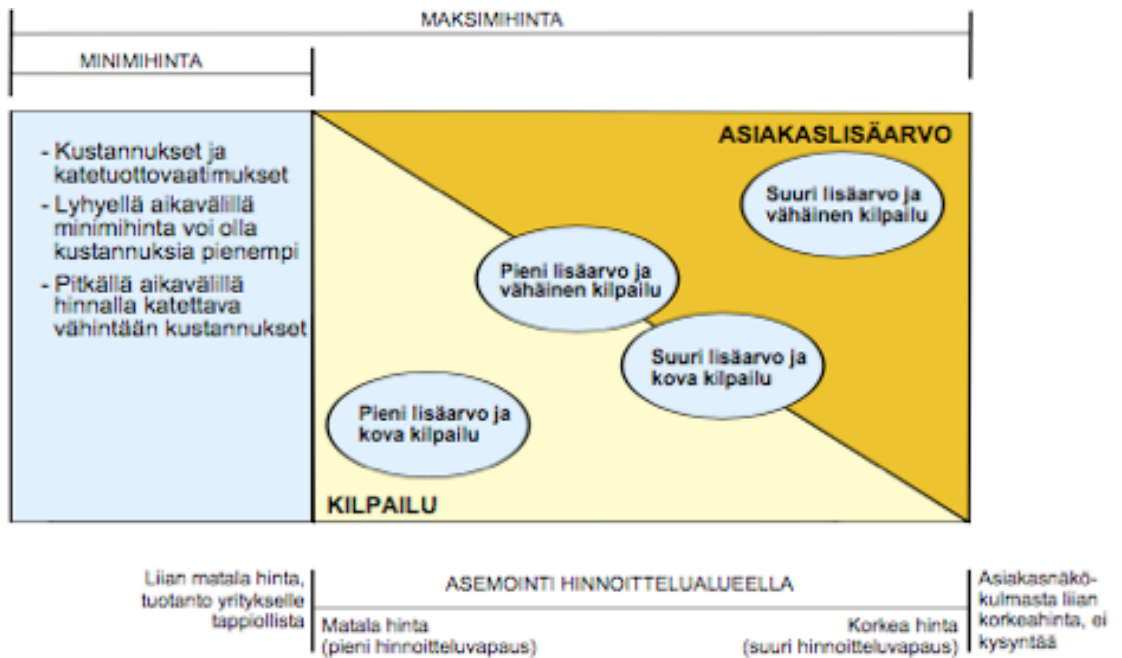 MAKSIMIHINTA
MINIMIHINTA
- Kustannukset ja
katetuottovaatimukset
- Lyhyellä aikavälillä
minimihinta voi olla
kustannuksia pienempi
- Pitkällä aikavälillä
hinnalla katettava
vähintään kustannukset
ASIAKASLISÄARVO
Suuri lisäarvo ja
vähäinen kilpailu
Pieni lisäarvo ja
vähäinen kilpailu
Suuri lisäarvo ja
kova kilpailu
Pieni lisäarvo ja
kova kilpailu
KILPAILU
Liian matala hinta,
tuotanto yritykselle
tappiollista
ASEMOINTI HINNOITTELUALUEELLA
Matala hinta
(pieni hinnoitteluvapaus)
Korkea hinta
(suuri hinnoitteluvapaus)
Asiakasnäkö-
kulmasta liian
korkeahinta, ei
kysyntää